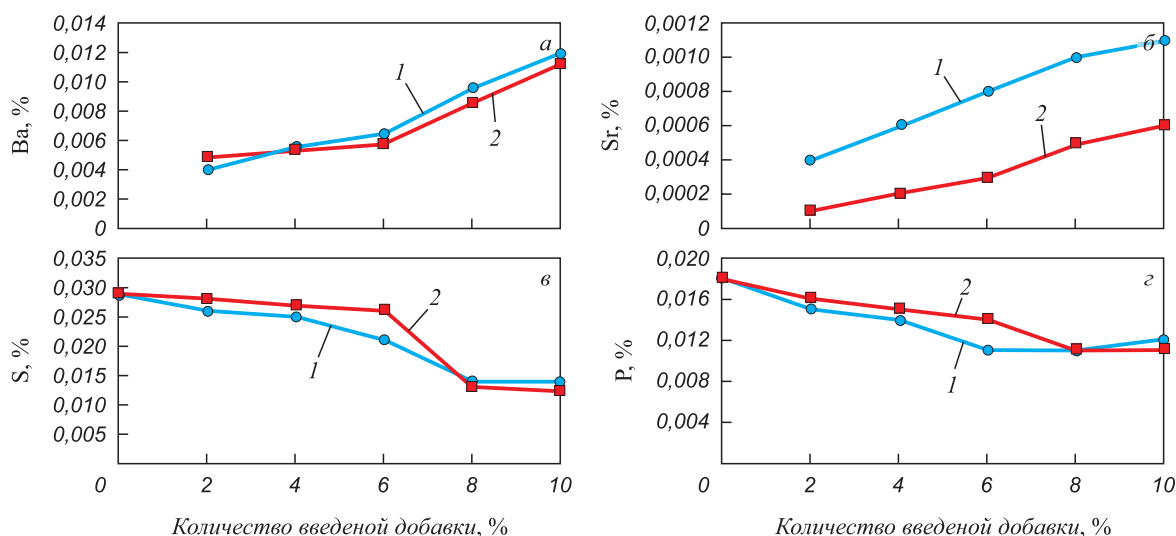 0,014
0,012
0,010
0,008
0,006
0,004
0,002
0
Ba, %
а
1
2
0,0012
0,0010
0,0008
0,0006
0,0004
0,0002
0
Sr, %
б
1
2
0,035
0,030
0,025
0,020
0,015
0,010
0,005
S, %
в
2
1
0 2 4 6 8 10
Количество введеной добавки, %
0,020
0,016
0,012
0,008
0,004
P, %
г
2
1
0 2 4 6 8 10
Количество введеной добавки, %